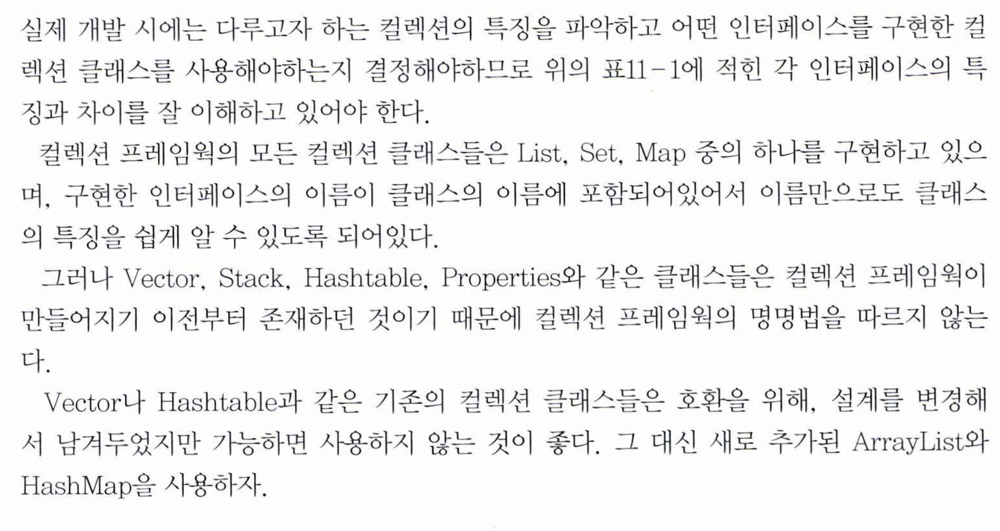 실제 개발 시에는 다루고자 하는 컬렉션의 특징을 파악하고 어떤 인터페이스를 구현한 컬
렉션 클래스를 사용해야하는지 결정해야하므로 위의 표11-1에 적힌 각 인터페이스의 특
징과 차이를 잘 이해하고 있어야 한다.
컬렉션 프레임웍의 모든 컬렉션 클래스들은 List, Set, Map 중의 하나를 구현하고 있으
며, 구현한 인터페이스의 이름이 클래스의 이름에 포함되어있어서 이름만으로도 클래스
의 특징을 쉽게 알 수 있도록 되어있다.
그러나 Vector, Stack, Hashtable, Properties와 같은 클래스들은 컬렉션 프레임웍이
만들어지기 이전부터 존재하던 것이기 때문에 컬렉션 프레임웍의 명명법을 따르지 않는
다.
Vector나 Hashtable과 같은 기존의 컬렉션 클래스들은 호환을 위해, 설계를 변경해
서 남겨두었지만 가능하면 사용하지 않는 것이 좋다. 그 대신 새로 추가된 ArrayList와
HashMap을 사용하자.